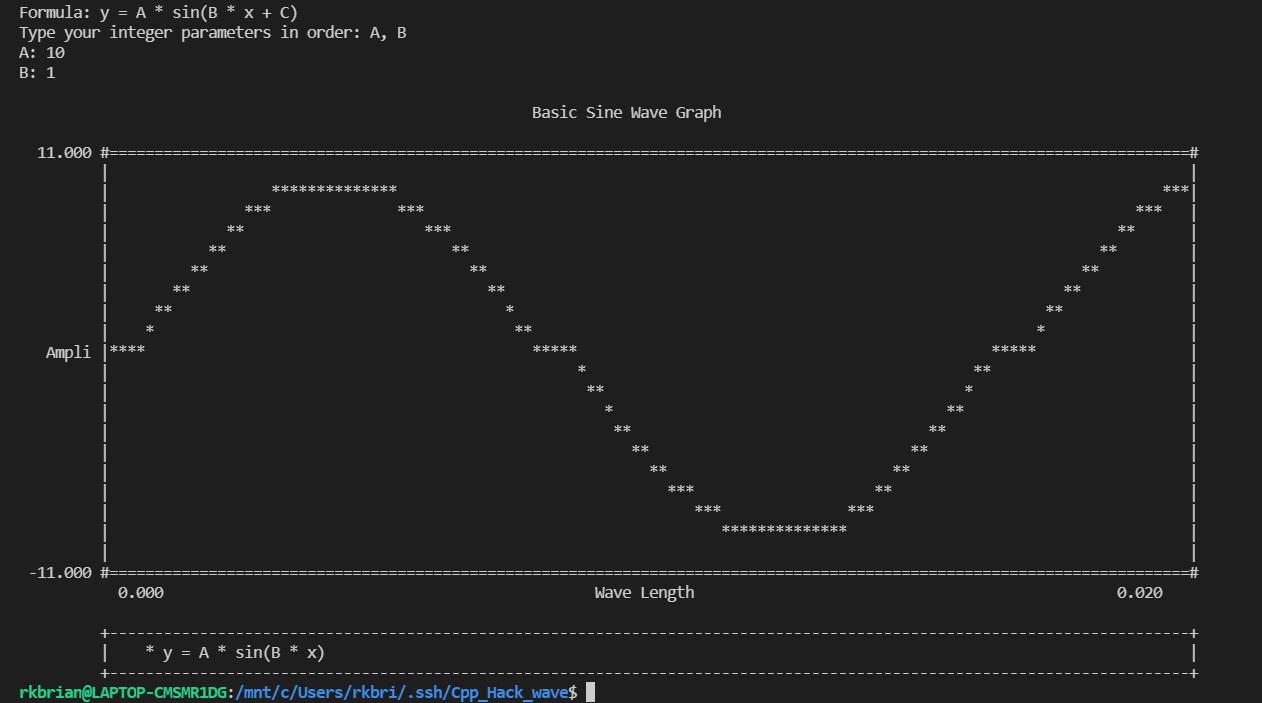 Formula: y = A * sin(B * x + C)
Type your integer parameters in order: A, B
A: 10
B: 1
Basic Sine Wave Graph
11.000
Ampli
-11.000
0.000 Wave Length 0.020
* y = A * sin(B * x)
rkbrian@LAPTOP-CMSMR1DG:/mnt/c/Users/rkbri/.ssh/Cpp_Hack_wave$